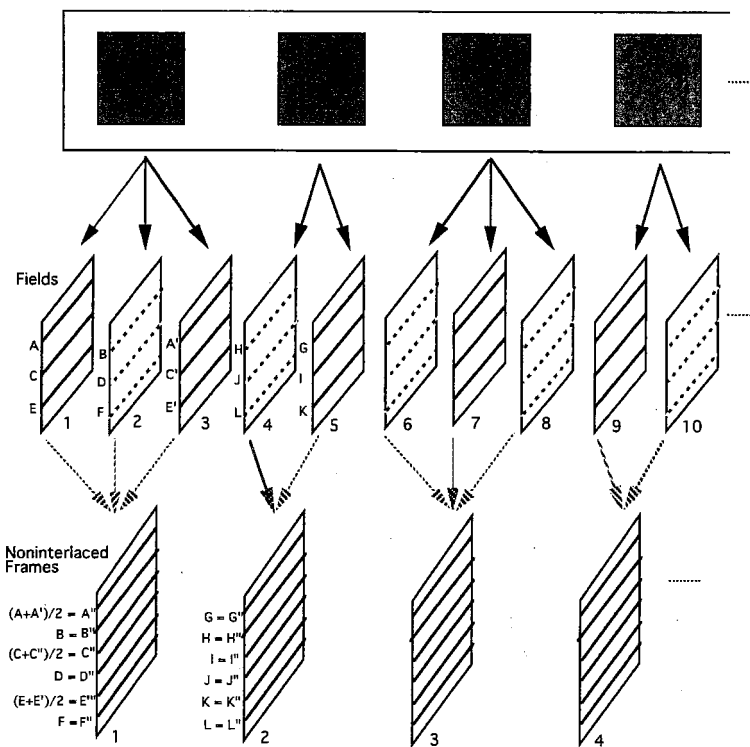 Fields
A
C
E
1
B
D
F
2
A'
C'
E'
3
H
J
L
4
G
I
K
5
6
7
8
9
10
Noninterlaced
Frames
(A+A')/2 = A"
B = B"
(C+C")/2 = C"
D = D"
(E+E')/2 = E'"
F = F"
1
G = G"
H = H"
I = I"
J = J"
K = K"
L = L"
2
3
4